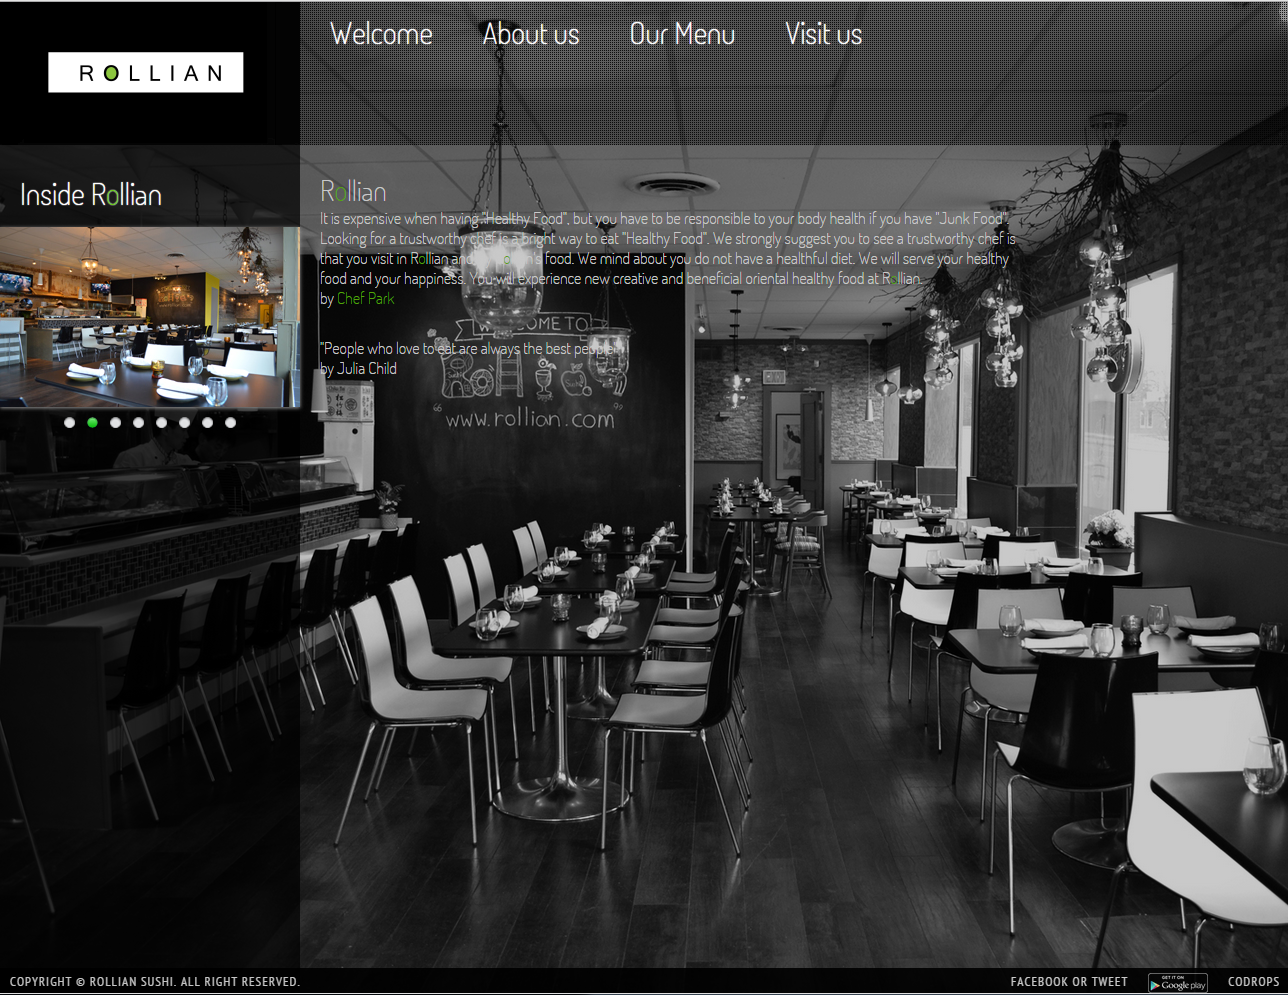 Welcome
About us
Our Menu
Visit us
ROLLIAN
Inside Rollian
Rollian
It is expensive when having "Healthy Food", but you have to be responsible to your body health if you have "Junk Food".
Looking for a trustworthy chef is a bright way to eat "Healthy Food". We strongly suggest you to see a trustworthy chef is
that you visit in Rollian and Rollian's food. We mind about you do not have a healthful diet. We will serve your healthy
food and your happiness. You will experience new creative and beneficial oriental healthy food at Rollian.
by Chef Park
"People who love to eat are always the best people."
by Julia Child
WELCOME TO
ROLLIAN
Sushi
"www.rollian.com"
COPYRIGHT © ROLLIAN SUSHI. ALL RIGHT RESERVED.
FACEBOOK OR TWEET
GET IT ON
Google play
CODROPS